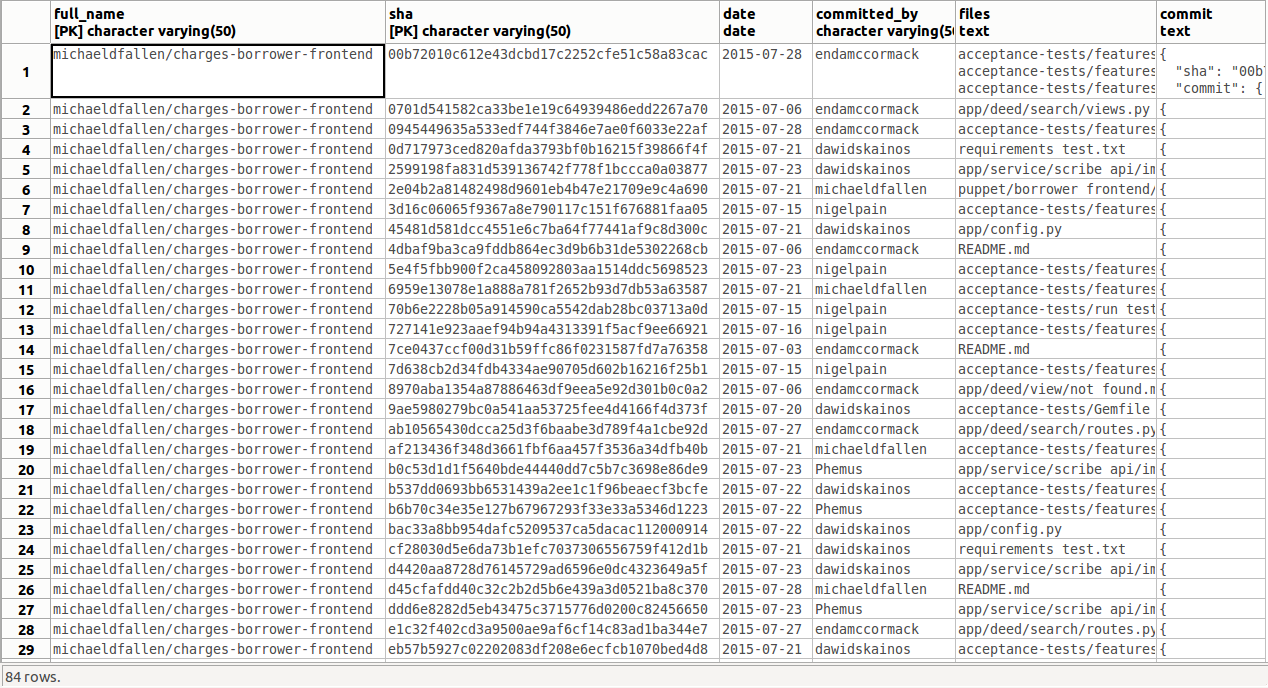 full_name sha date committed_by files commit
[PK] character varying(50) [PK] character varying(50) date character varying(50 text text
1 michaeldfallen/charges-borrower-frontend 00b72010c612e43dcbd17c2252cfe51c58a83cac 2015-07-28 endamccormack acceptance-tests/features {
acceptance-tests/features "sha": "00b7
acceptance-tests/features "commit": {
2 michaeldfallen/charges-borrower-frontend 0701d541582ca33be1e19c64939486edd2267a70 2015-07-06 endamccormack app/deed/search/views.py {
3 michaeldfallen/charges-borrower-frontend 0945449635a533edf744f3846e7ae0f6033e22af 2015-07-28 endamccormack acceptance-tests/features {
4 michaeldfallen/charges-borrower-frontend 0d717973ced820afda3793bf0b16215f39866f4f 2015-07-21 dawidskainos requirements_test.txt {
5 michaeldfallen/charges-borrower-frontend 2599198fa831d539136742f778f1bccca0a03877 2015-07-23 dawidskainos app/service/scribe_api/im {
6 michaeldfallen/charges-borrower-frontend 2e04b2a81482498d9601eb4b47e21709e9c4a690 2015-07-21 michaeldfallen puppet/borrower_frontend/ {
7 michaeldfallen/charges-borrower-frontend 3d16c06065f9367a8e790117c151f676881faa05 2015-07-15 nigelpain acceptance-tests/features {
8 michaeldfallen/charges-borrower-frontend 45481d581dcc4551e6c7ba64f77441af9c8d300c 2015-07-21 dawidskainos app/config.py {
9 michaeldfallen/charges-borrower-frontend 4dbaf9ba3ca9fddb864ec3d9b6b31de5302268cb 2015-07-06 endamccormack README.md {
10 michaeldfallen/charges-borrower-frontend 5e4f5fbb900f2ca458092803aa1514ddc5698523 2015-07-23 nigelpain acceptance-tests/features {
11 michaeldfallen/charges-borrower-frontend 6959e13078e1a888a781f2652b93d7db53a63587 2015-07-21 michaeldfallen acceptance-tests/features {
12 michaeldfallen/charges-borrower-frontend 70b6e2228b05a914590ca5542dab28bc03713a0d 2015-07-15 nigelpain acceptance-tests/run_test {
13 michaeldfallen/charges-borrower-frontend 727141e923aaef94b94a4313391f5acf9ee66921 2015-07-16 nigelpain acceptance-tests/features {
14 michaeldfallen/charges-borrower-frontend 7ce0437ccf00d31b59ffc86f0231587fd7a76358 2015-07-03 endamccormack README.md {
15 michaeldfallen/charges-borrower-frontend 7d638cb2d34fdb4334ae90705d602b16216f25b1 2015-07-15 nigelpain acceptance-tests/features {
16 michaeldfallen/charges-borrower-frontend 8970aba1354a87886463df9eea5e92d301b0c0a2 2015-07-06 endamccormack app/deed/view/not_found.m {
17 michaeldfallen/charges-borrower-frontend 9ae5980279bc0a541aa53725fee4d4166f4d373f 2015-07-20 dawidskainos acceptance-tests/Gemfile {
18 michaeldfallen/charges-borrower-frontend ab10565430dcca25d3f6baabe3d789f4a1cbe92d 2015-07-27 endamccormack app/deed/search/routes.py {
19 michaeldfallen/charges-borrower-frontend af213436f348d3661fbf6aa457f3536a34dfb40b 2015-07-21 michaeldfallen acceptance-tests/features {
20 michaeldfallen/charges-borrower-frontend b0c53d1d1f5640bde44440dd7c5b7c3698e86de9 2015-07-23 Phemus app/service/scribe_api/im {
21 michaeldfallen/charges-borrower-frontend b537dd0693bb6531439a2ee1c1f96beaecf3bcfe 2015-07-22 dawidskainos acceptance-tests/features {
22 michaeldfallen/charges-borrower-frontend b6b70c34e35e127b67967293f33e33a5346d1223 2015-07-22 Phemus acceptance-tests/features {
23 michaeldfallen/charges-borrower-frontend bac33a8bb954dafc5209537ca5dacac112000914 2015-07-22 dawidskainos app/config.py {
24 michaeldfallen/charges-borrower-frontend cf28030d5e6da73b1efc7037306556759f412d1b 2015-07-21 dawidskainos requirements_test.txt {
25 michaeldfallen/charges-borrower-frontend d4420aa8728d76145729ad6596e0dc4323649a5f 2015-07-23 dawidskainos app/service/scribe_api/im {
26 michaeldfallen/charges-borrower-frontend d45cfafdd40c32c2b2d5b6e439a3d0521ba8c370 2015-07-28 michaeldfallen README.md {
27 michaeldfallen/charges-borrower-frontend ddd6e8282d5eb43475c3715776d0200c82456650 2015-07-23 Phemus app/service/scribe_api/im {
28 michaeldfallen/charges-borrower-frontend e1c32f402cd3a9500ae9af6cf14c83ad1ba344e7 2015-07-27 endamccormack app/deed/search/routes.py {
29 michaeldfallen/charges-borrower-frontend eb57b5927c02202083df208e6ecfcb1070bed4d8 2015-07-21 dawidskainos acceptance-tests/features {
84 rows.